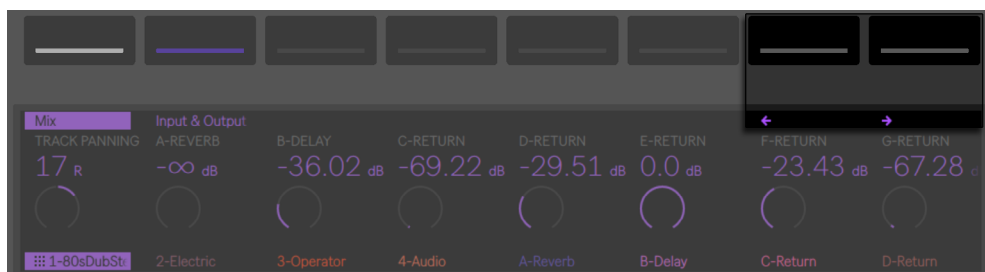 Mix Input & Output ← →
TRACK PANNING A-REVERB B-DELAY C-RETURN D-RETURN E-RETURN F-RETURN G-RETURN
17 R -∞ dB -36.02 dB -69.22 dB -29.51 dB 0.0 dB -23.43 dB -67.28 d
1-80sDubSt 2-Electric 3-Operator 4-Audio A-Reverb B-Delay C-Return D-Return